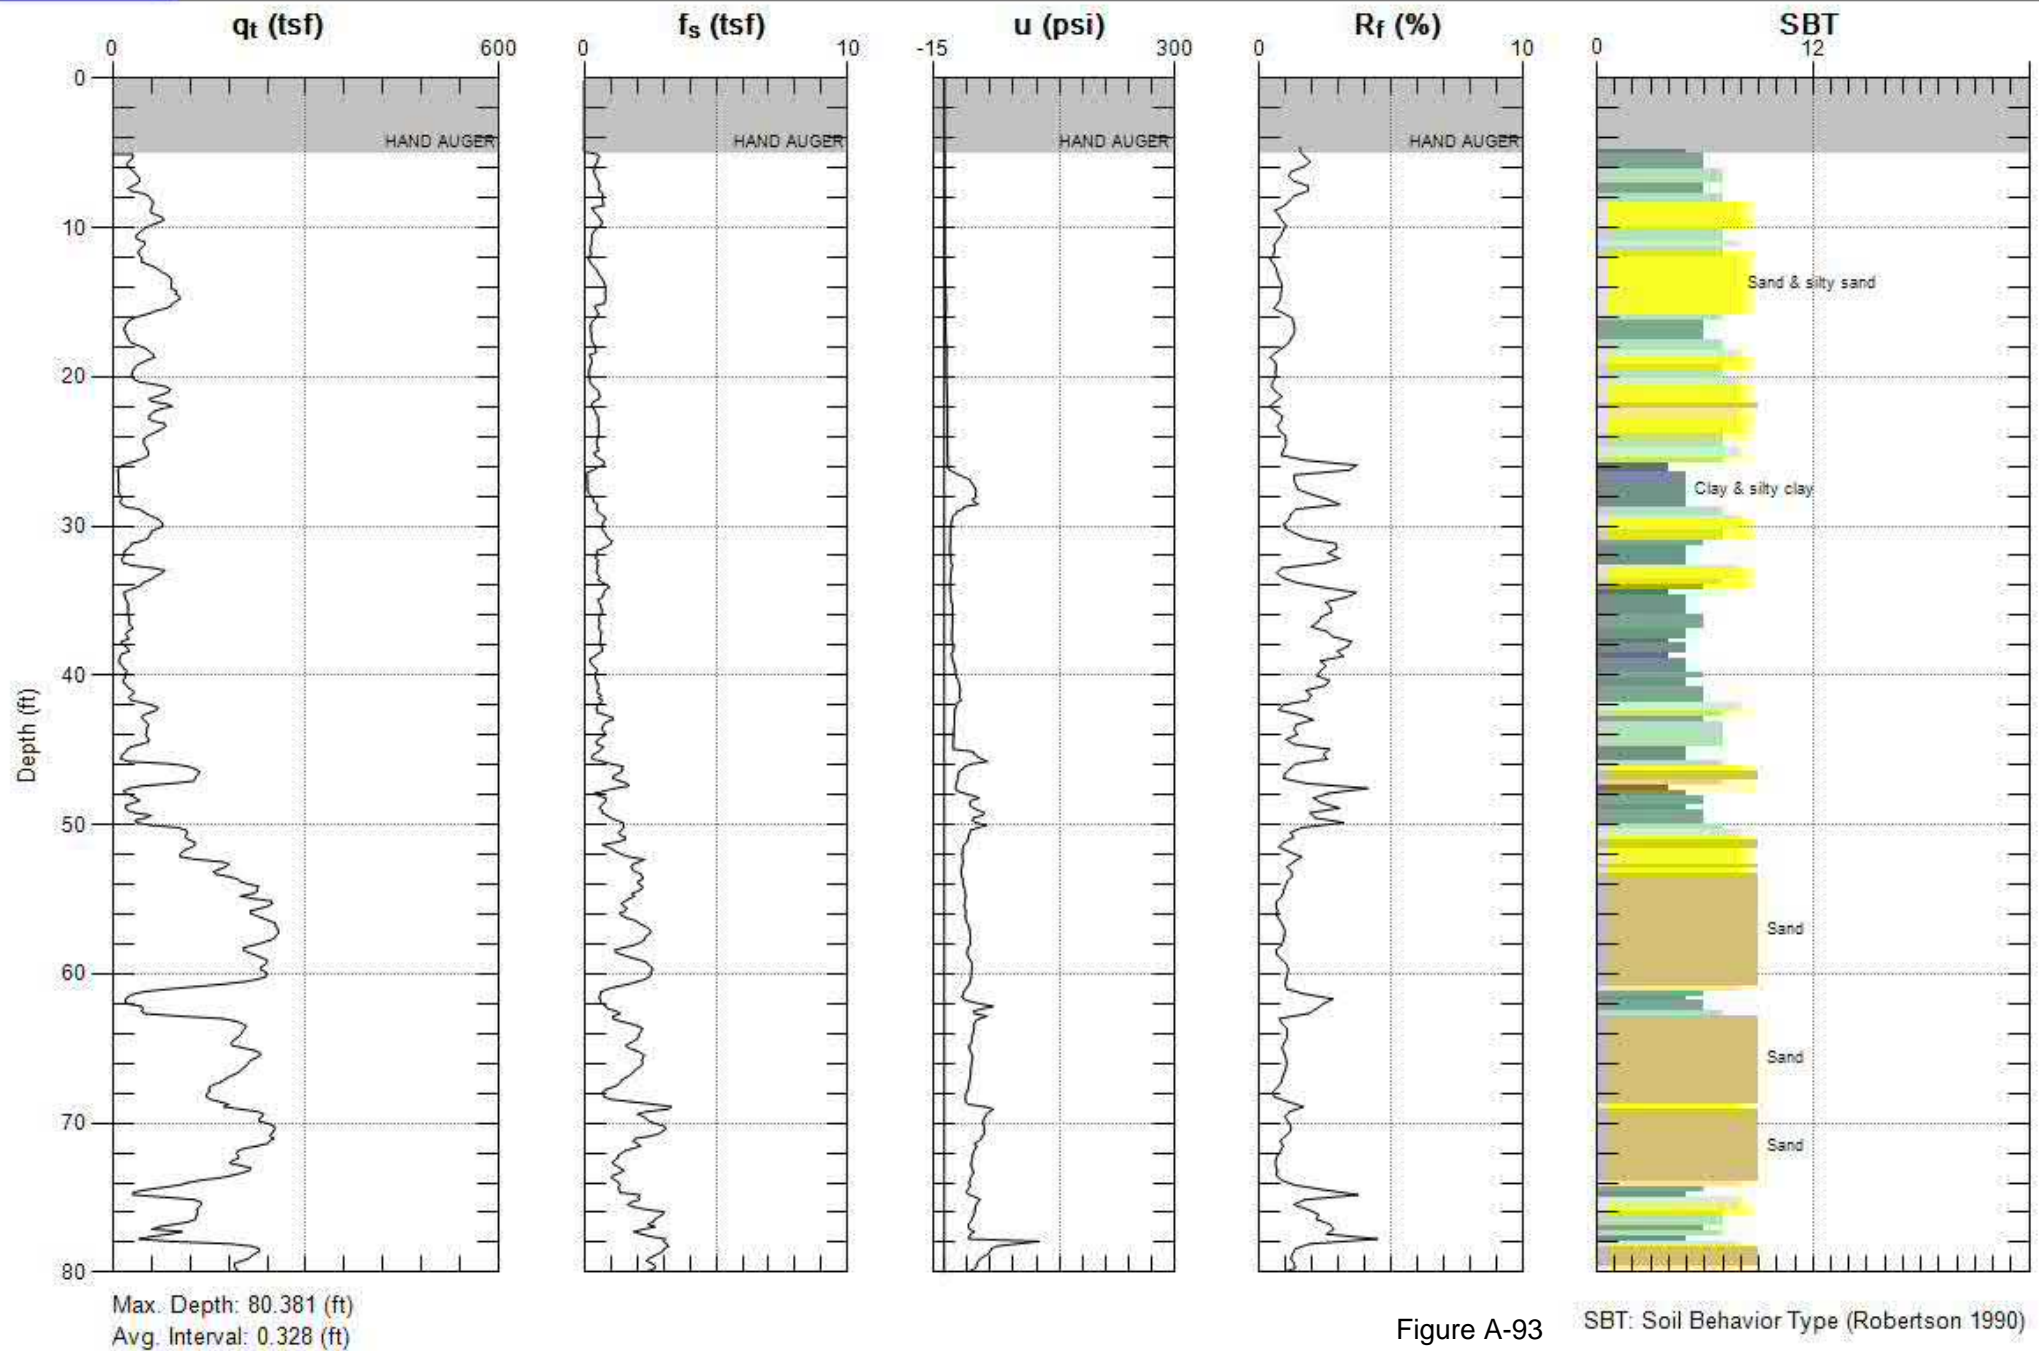 qt (tsf) fs (tsf) u (psi) Rf (%) SBT
0 600 0 10 -15 300 0 10 0 12
0
HAND AUGER HAND AUGER HAND AUGER HAND AUGER
10
Sand & silty sand
20
Clay & silty clay
30
40
Depth (ft)
50
Sand
60
Sand
70
Sand
80
Max. Depth: 80.381 (ft)
Avg. Interval: 0.328 (ft)
Figure A-93
SBT: Soil Behavior Type (Robertson 1990)